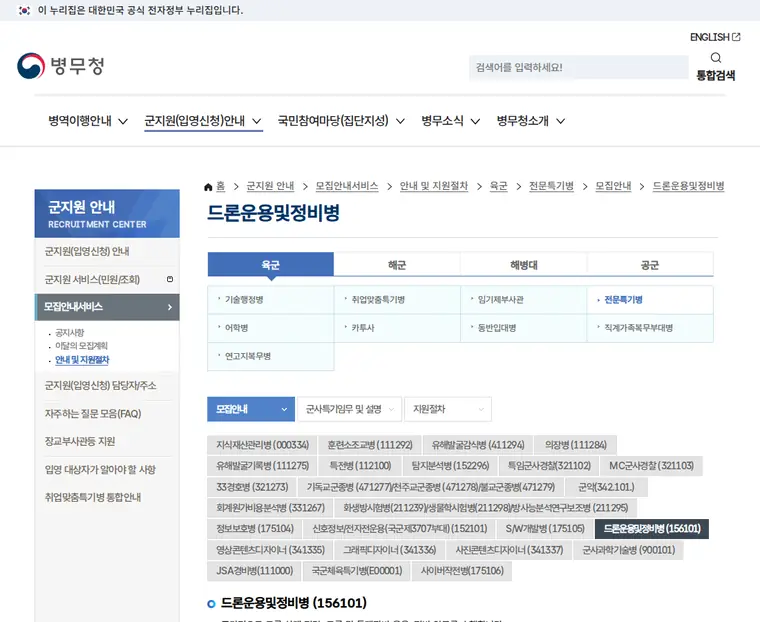 이 누리집은 대한민국 공식 전자정부 누리집입니다.
ENGLISH
병무청
검색어를 입력하세요!
통합검색
병역이행안내
군지원(입영신청)안내
국민참여마당(집단지성)
병무소식
병무청소개
홈 > 군지원 안내 > 모집안내서비스 > 안내 및 지원절차 > 육군 > 전문특기병 > 모집안내 > 드론운용및정비병
군지원 안내
RECRUITMENT CENTER
군지원(입영신청) 안내
군지원 서비스(민원/조회)
모집안내서비스
공지사항
이달의 모집계획
안내 및 지원절차
군지원(입영신청) 담당자/주소
자주하는 질문 모음(FAQ)
장교부사관등 지원
입영 대상자가 알아야 할 사항
취업맞춤특기병 통합안내
드론운용및정비병
육군 해군 해병대 공군
기술행정병 취업맞춤특기병 임기제부사관 전문특기병
어학병 카투사 동반입대병 직계가족복무부대병
연고지복무병
모집안내 군사특기임무 및 설명 지원절차
지식재산관리병 (000334) 훈련소조교병 (111292) 유해발굴감식병 (411294) 의장병 (111284)
유해발굴기록병 (111275) 특전병 (112100) 탐지분석병 (152296) 특임군사경찰(321102) MC군사경찰 (321103)
33경호병 (321273) 기독교군종병 (471277)/천주교군종병 (471278)/불교군종병(471279) 군악(342.101.)
회계원가비용분석병 (331267) 화생방시험병(211239)/생물학시험병(211298)/방사능분석연구보조병 (211295)
정보보호병 (175104) 신호정보/전자전운용(국군제3707부대) (152101) S/W개발병 (175105) 드론운용및정비병 (156101)
영상콘텐츠디자이너 (341335) 그래픽디자이너 (341336) 사진콘텐츠디자이너 (341337) 군사과학기술병 (900101)
JSA경비병(111000) 국군체육특기병(E00001) 사이버작전병(175106)
드론운용및정비병 (156101)